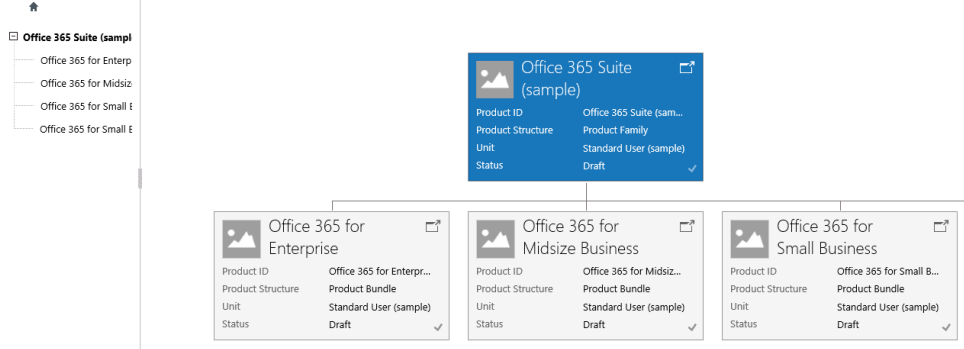 Office 365 Suite (sampl
Office 365 for Enterp
Office 365 for Midsize
Office 365 for Small B
Office 365 for Small B
Office 365 Suite
(sample)
Product ID Office 365 Suite (sam...
Product Structure Product Family
Unit Standard User (sample)
Status Draft
Office 365 for
Enterprise
Product ID Office 365 for Enterpr...
Product Structure Product Bundle
Unit Standard User (sample)
Status Draft
Office 365 for
Midsize Business
Product ID Office 365 for Midsiz...
Product Structure Product Bundle
Unit Standard User (sample)
Status Draft
Office 365 for
Small Business
Product ID Office 365 for Small B...
Product Structure Product Bundle
Unit Standard User (sample)
Status Draft